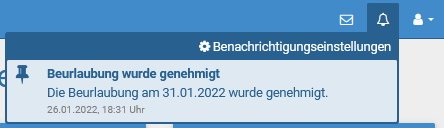 Benachrichtigungseinstellungen
Beurlaubung wurde genehmigt
Die Beurlaubung am 31.01.2022 wurde genehmigt.
26.01.2022, 18:31 Uhr